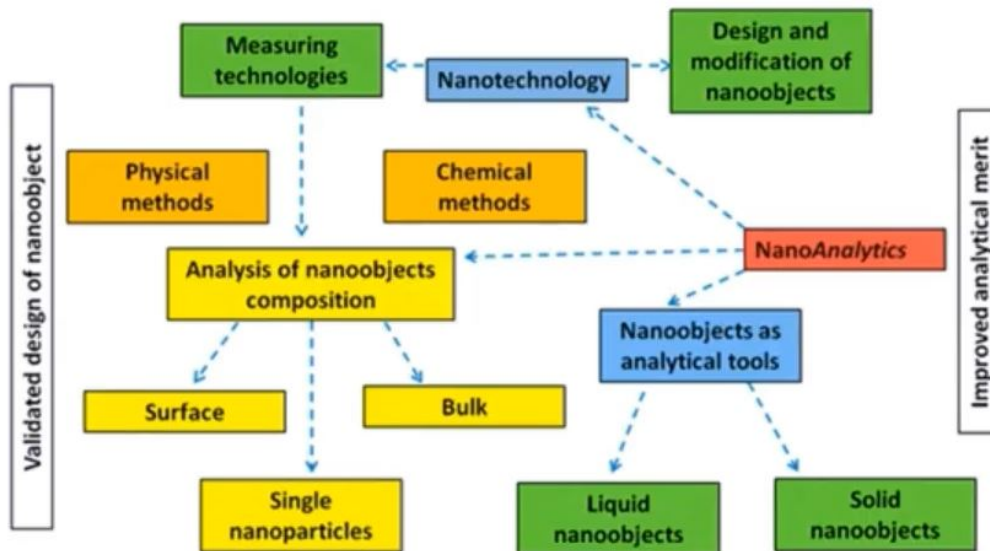 Measuring
technologies
Nanotechnology
Design and
modification of
nanoobjects
Validated design of nanoobject
Physical
methods
Chemical
methods
Improved analytical merit
NanoAnalytics
Analysis of nanoobjects
composition
Nanoobjects as
analytical tools
Surface
Bulk
Single
nanoparticles
Liquid
nanoobjects
Solid
nanoobjects